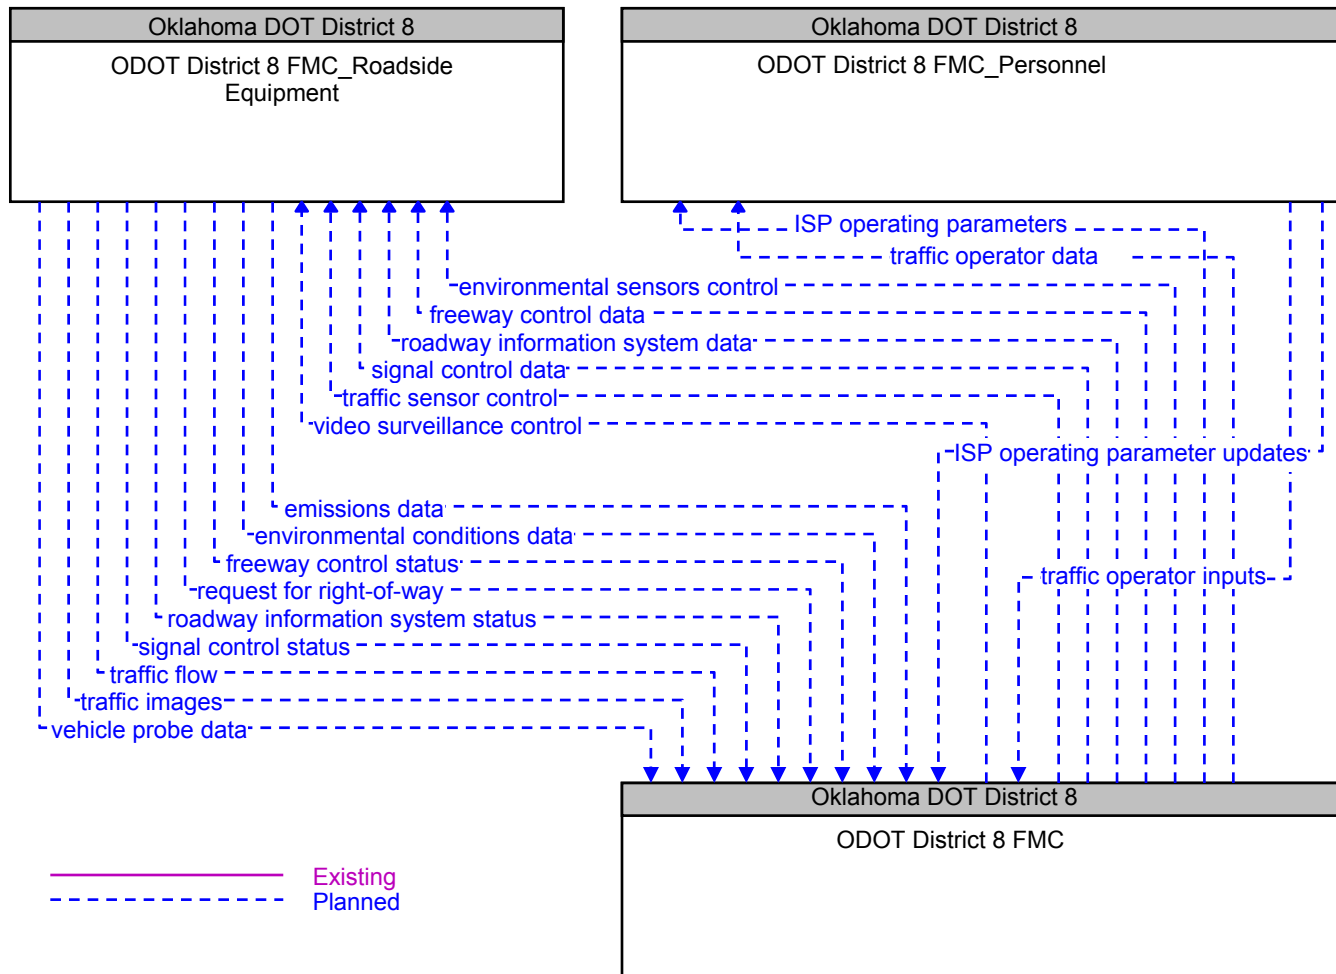 Oklahoma DOT District 8
ODOT District 8 FMC_Roadside
Equipment
Oklahoma DOT District 8
ODOT District 8 FMC_Personnel
ISP operating parameters
traffic operator data
environmental sensors control
freeway control data
roadway information system data
signal control data
traffic sensor control
video surveillance control
ISP operating parameter updates
emissions data
environmental conditions data
freeway control status
traffic operator inputs
request for right-of-way
roadway information system status
signal control status
traffic flow
traffic images
vehicle probe data
Oklahoma DOT District 8
ODOT District 8 FMC
Existing
Planned